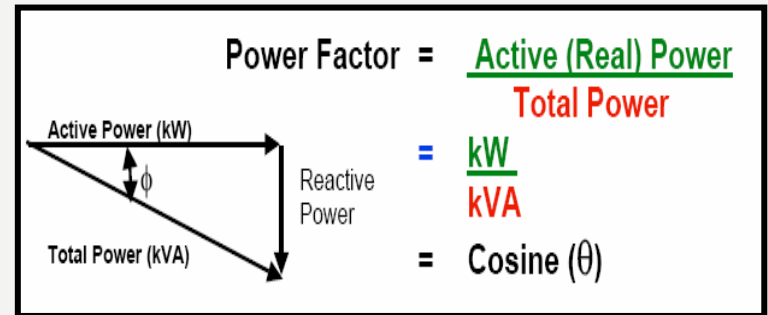 Power Factor = Active (Real) Power
Total Power
Active Power (kW)
= kW
kVA
ϕ
Reactive
Power
Total Power (kVA)
= Cosine (θ)